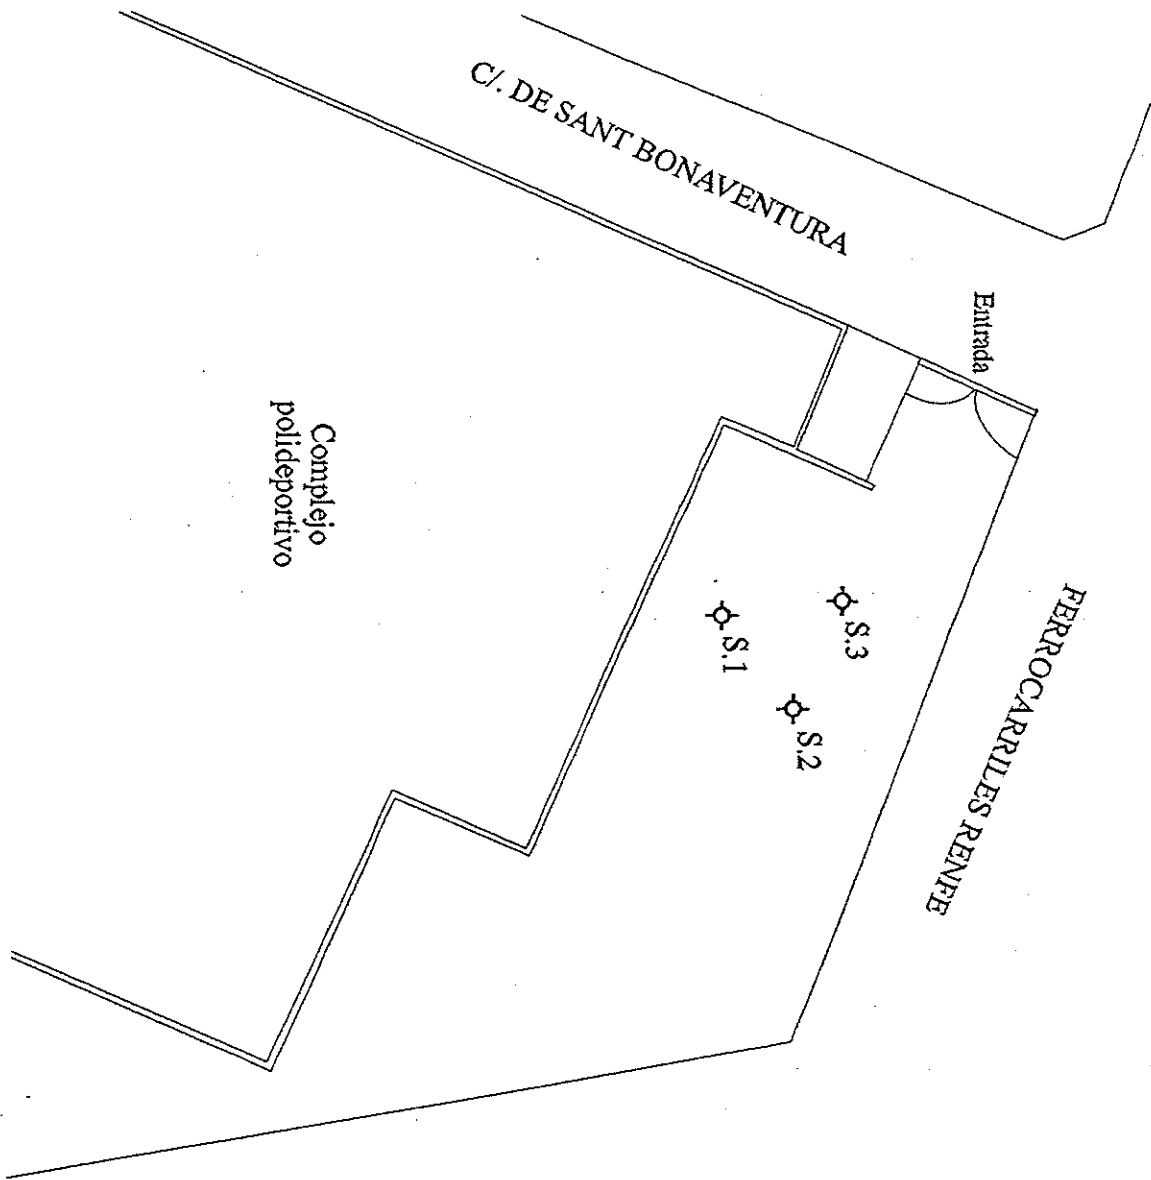 C/. DE SANT BONAVENTURA
Entrada
FERROCARRILES RENFE
S.3
S.1
S.2
Complejo
polideportivo